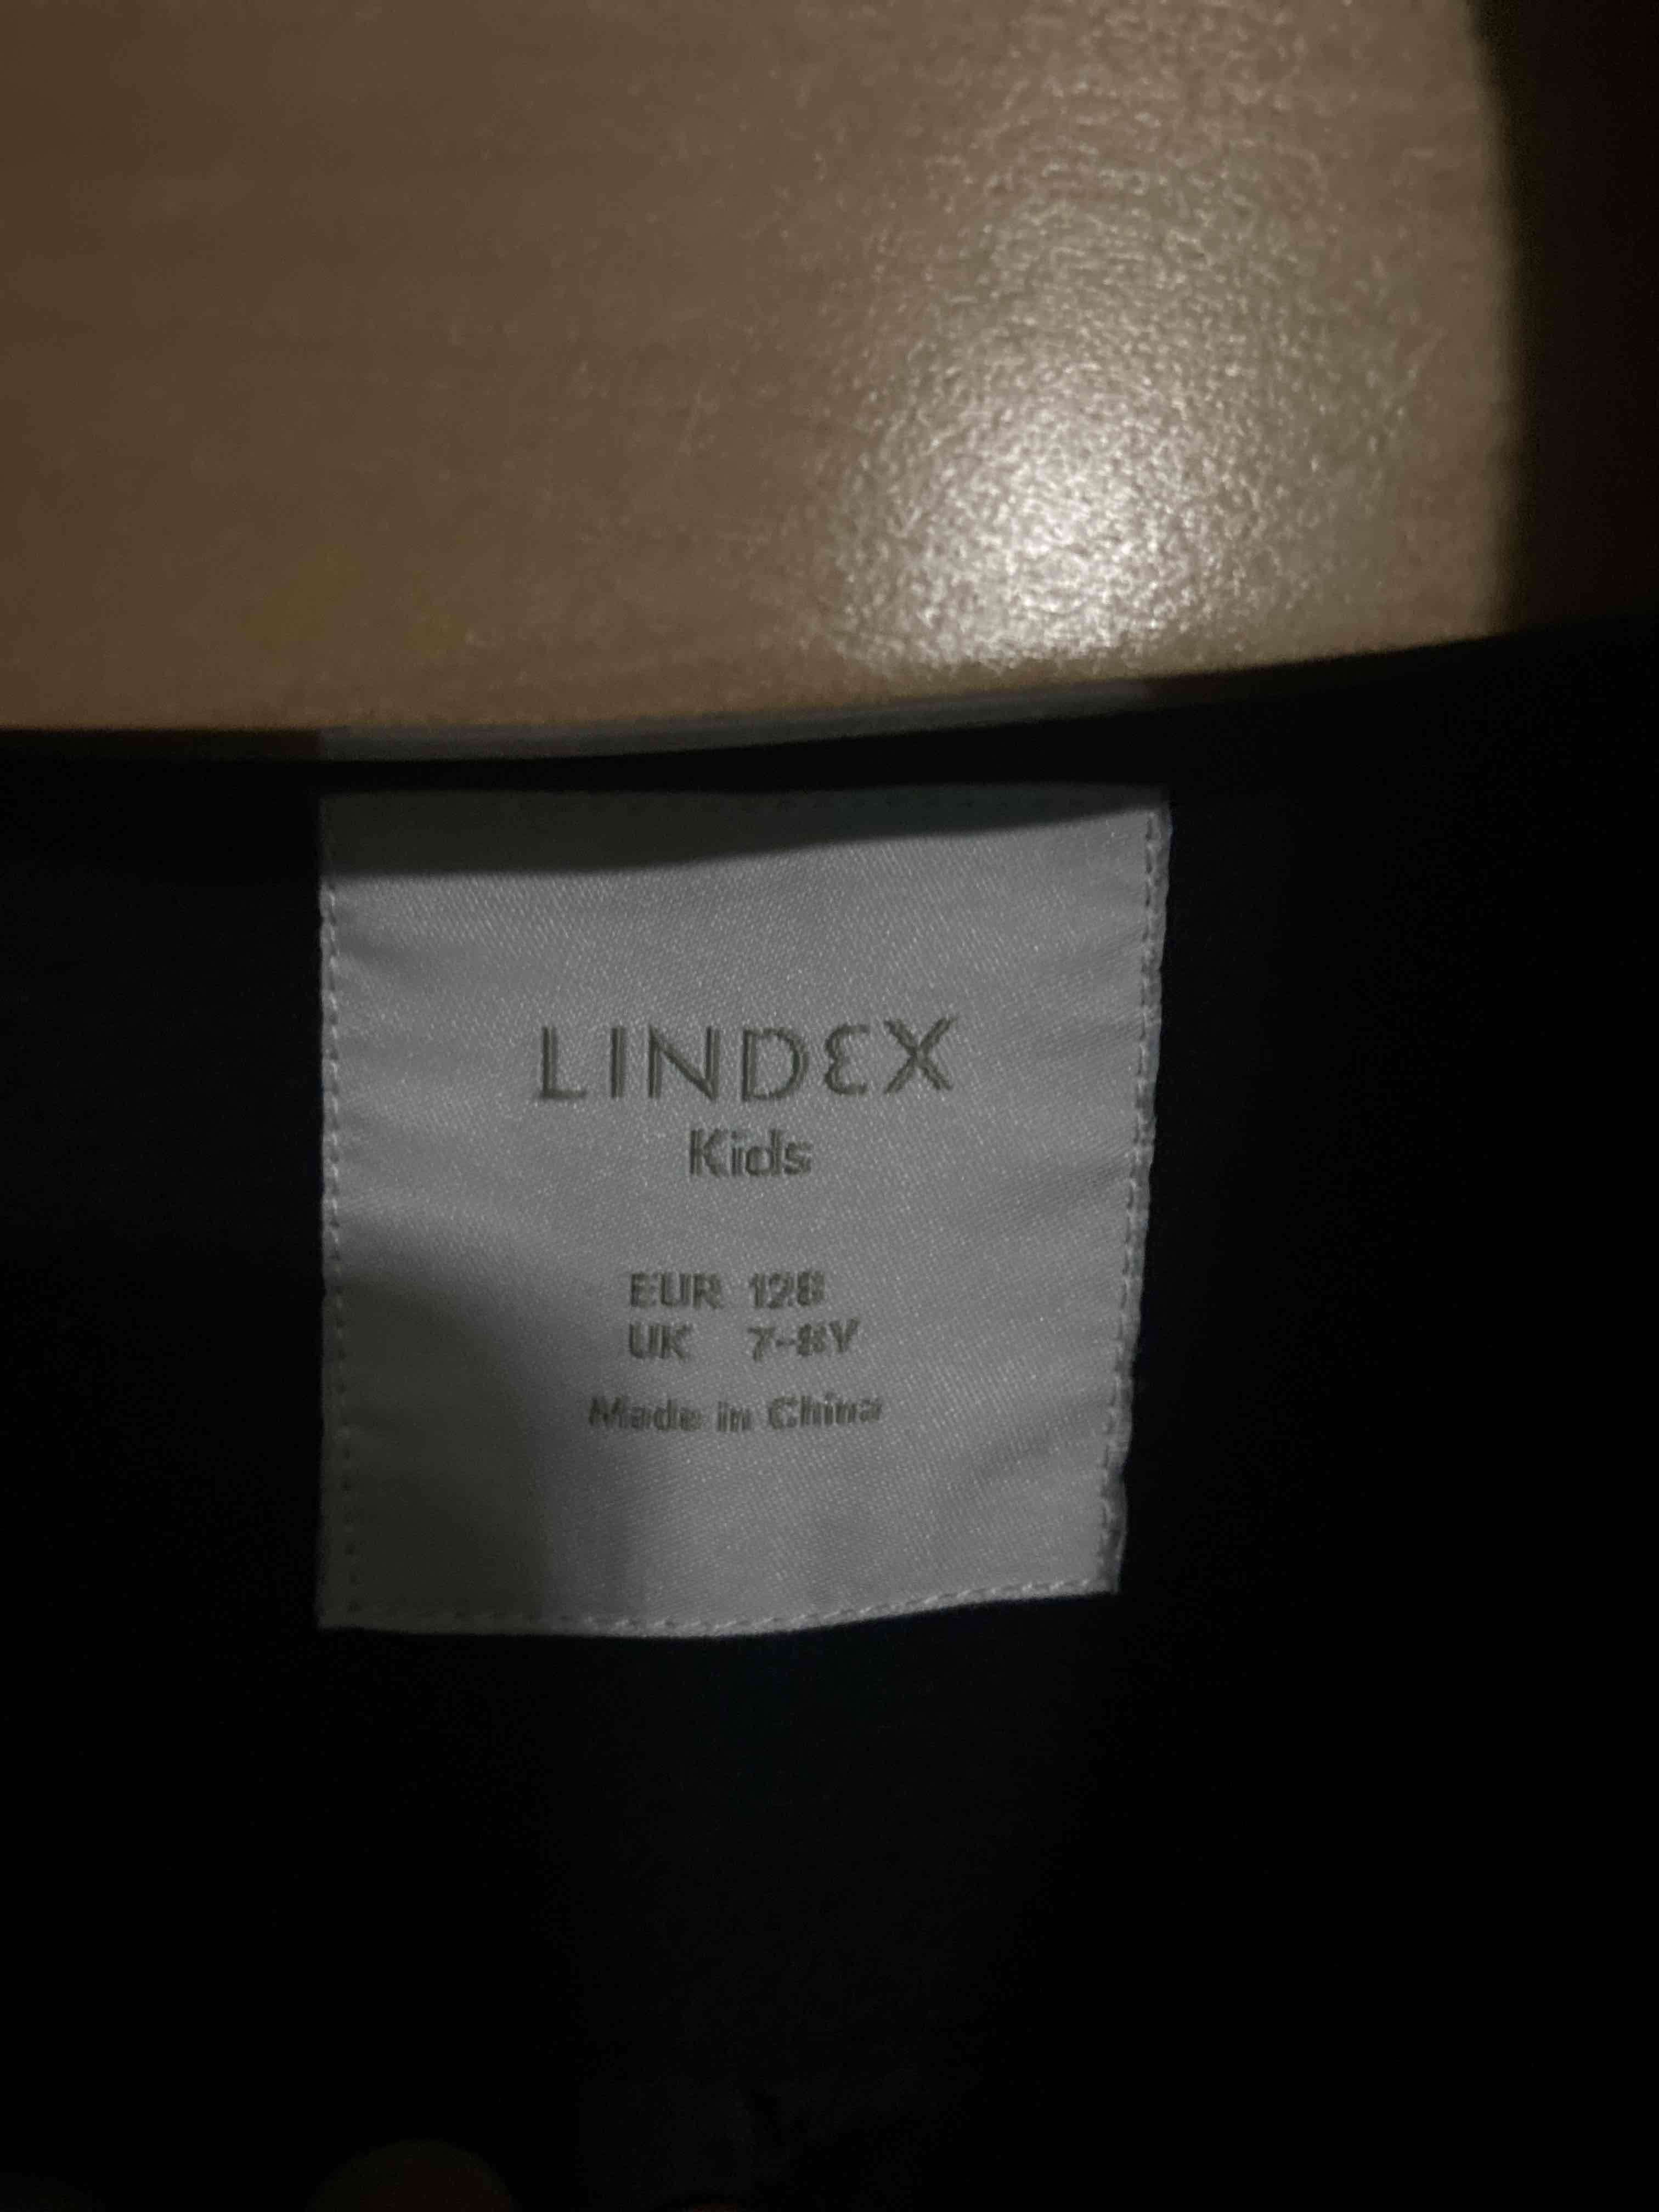 LINDEX
Kids
EUR 128
UK 7-8Y
Made in China